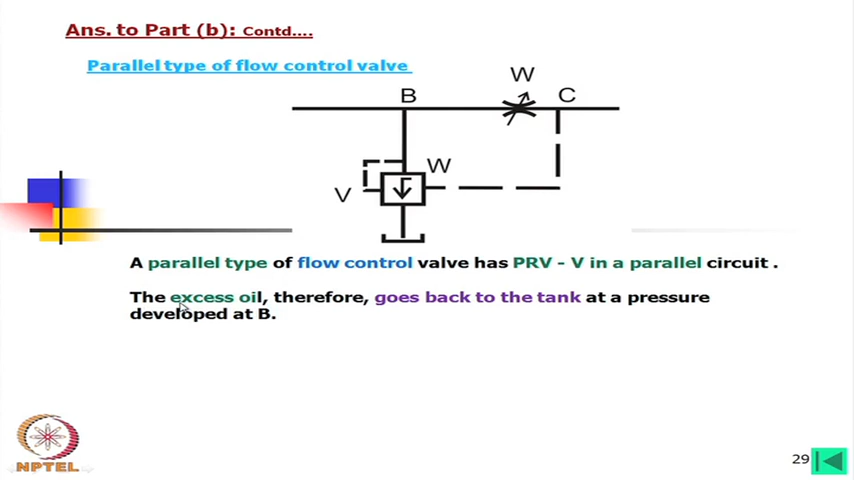 Ans. to Part (b): Contd....
Parallel type of flow control valve
W
B
C
W
V
A parallel type of flow control valve has PRV - V in a parallel circuit .
The excess oil, therefore, goes back to the tank at a pressure
developed at B.
NPTEL
29